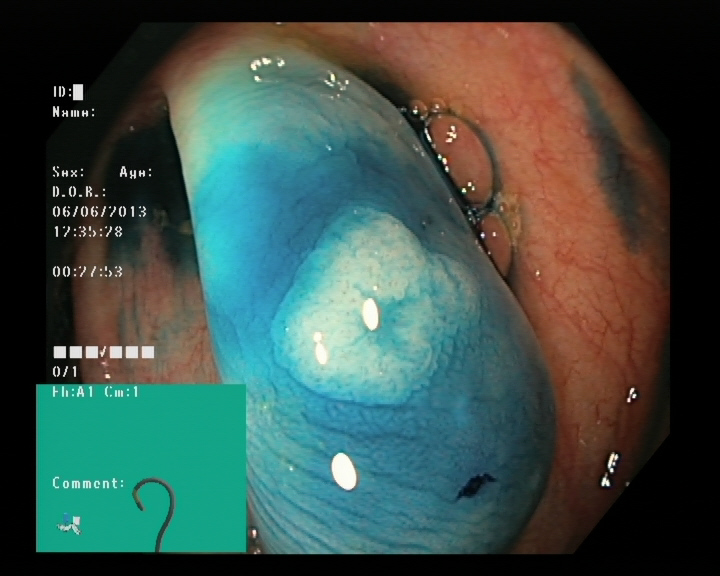 ID:
Name:
Sex: Age:
D.O.B.:
06/06/2013
12:35:28
00:27:53
0/1
Eh:A1 Cm:1
Comment: